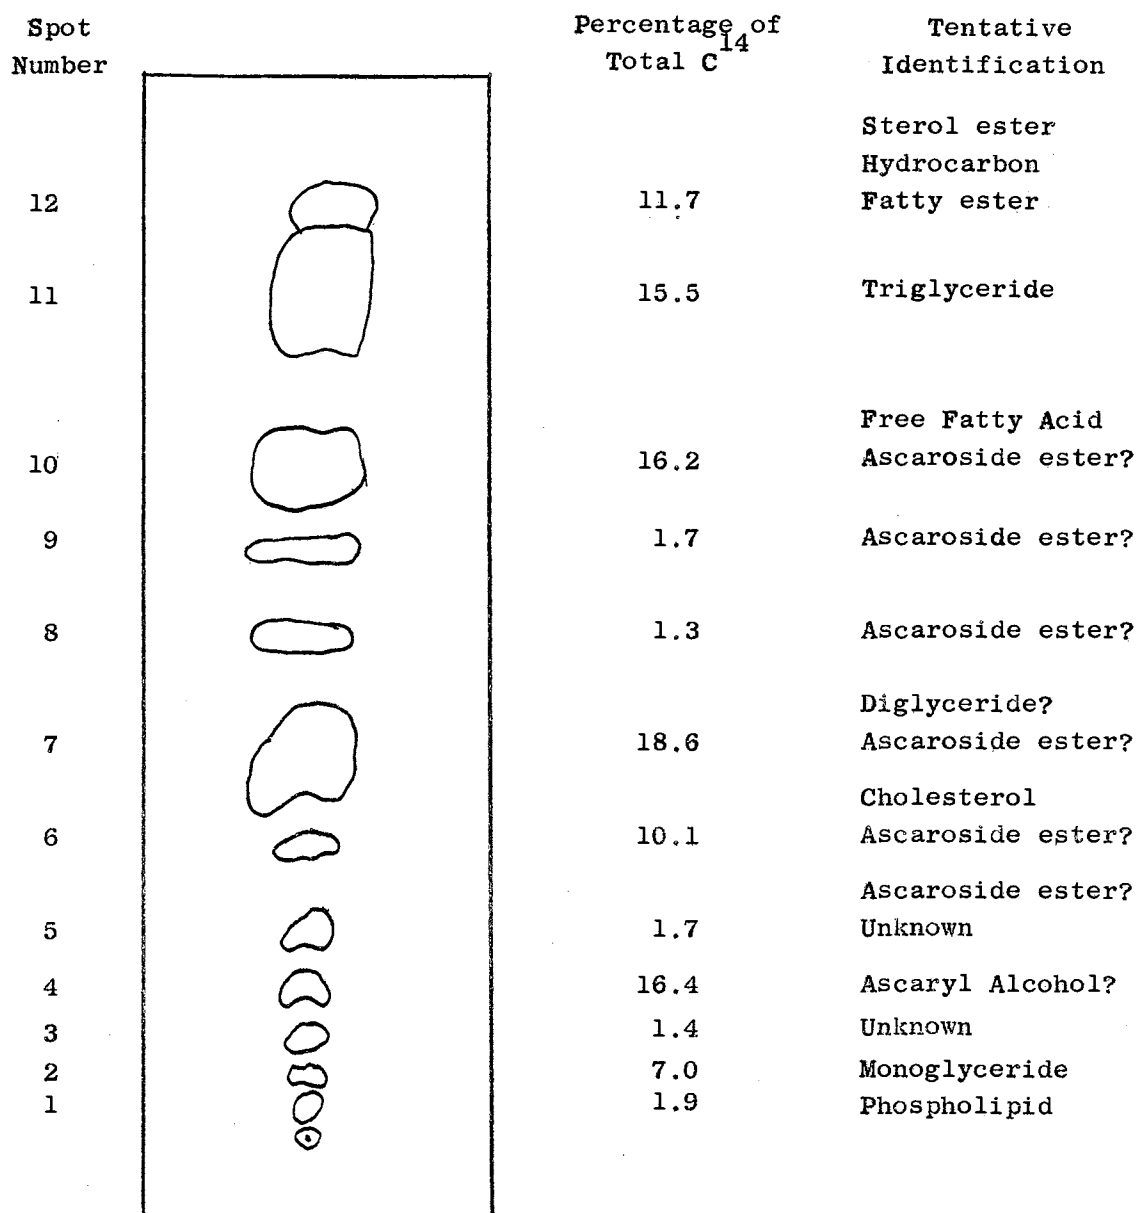 Spot Percentage of Tentative
Number Total C14 Identification
Sterol ester
Hydrocarbon
12 11.7 Fatty ester
11 15.5 Triglyceride
Free Fatty Acid
10 16.2 Ascaroside ester?
9 1.7 Ascaroside ester?
8 1.3 Ascaroside ester?
Diglyceride?
7 18.6 Ascaroside ester?
Cholesterol
6 10.1 Ascaroside ester?
Ascaroside ester?
5 1.7 Unknown
4 16.4 Ascaryl Alcohol?
3 1.4 Unknown
2 7.0 Monoglyceride
1 1.9 Phospholipid